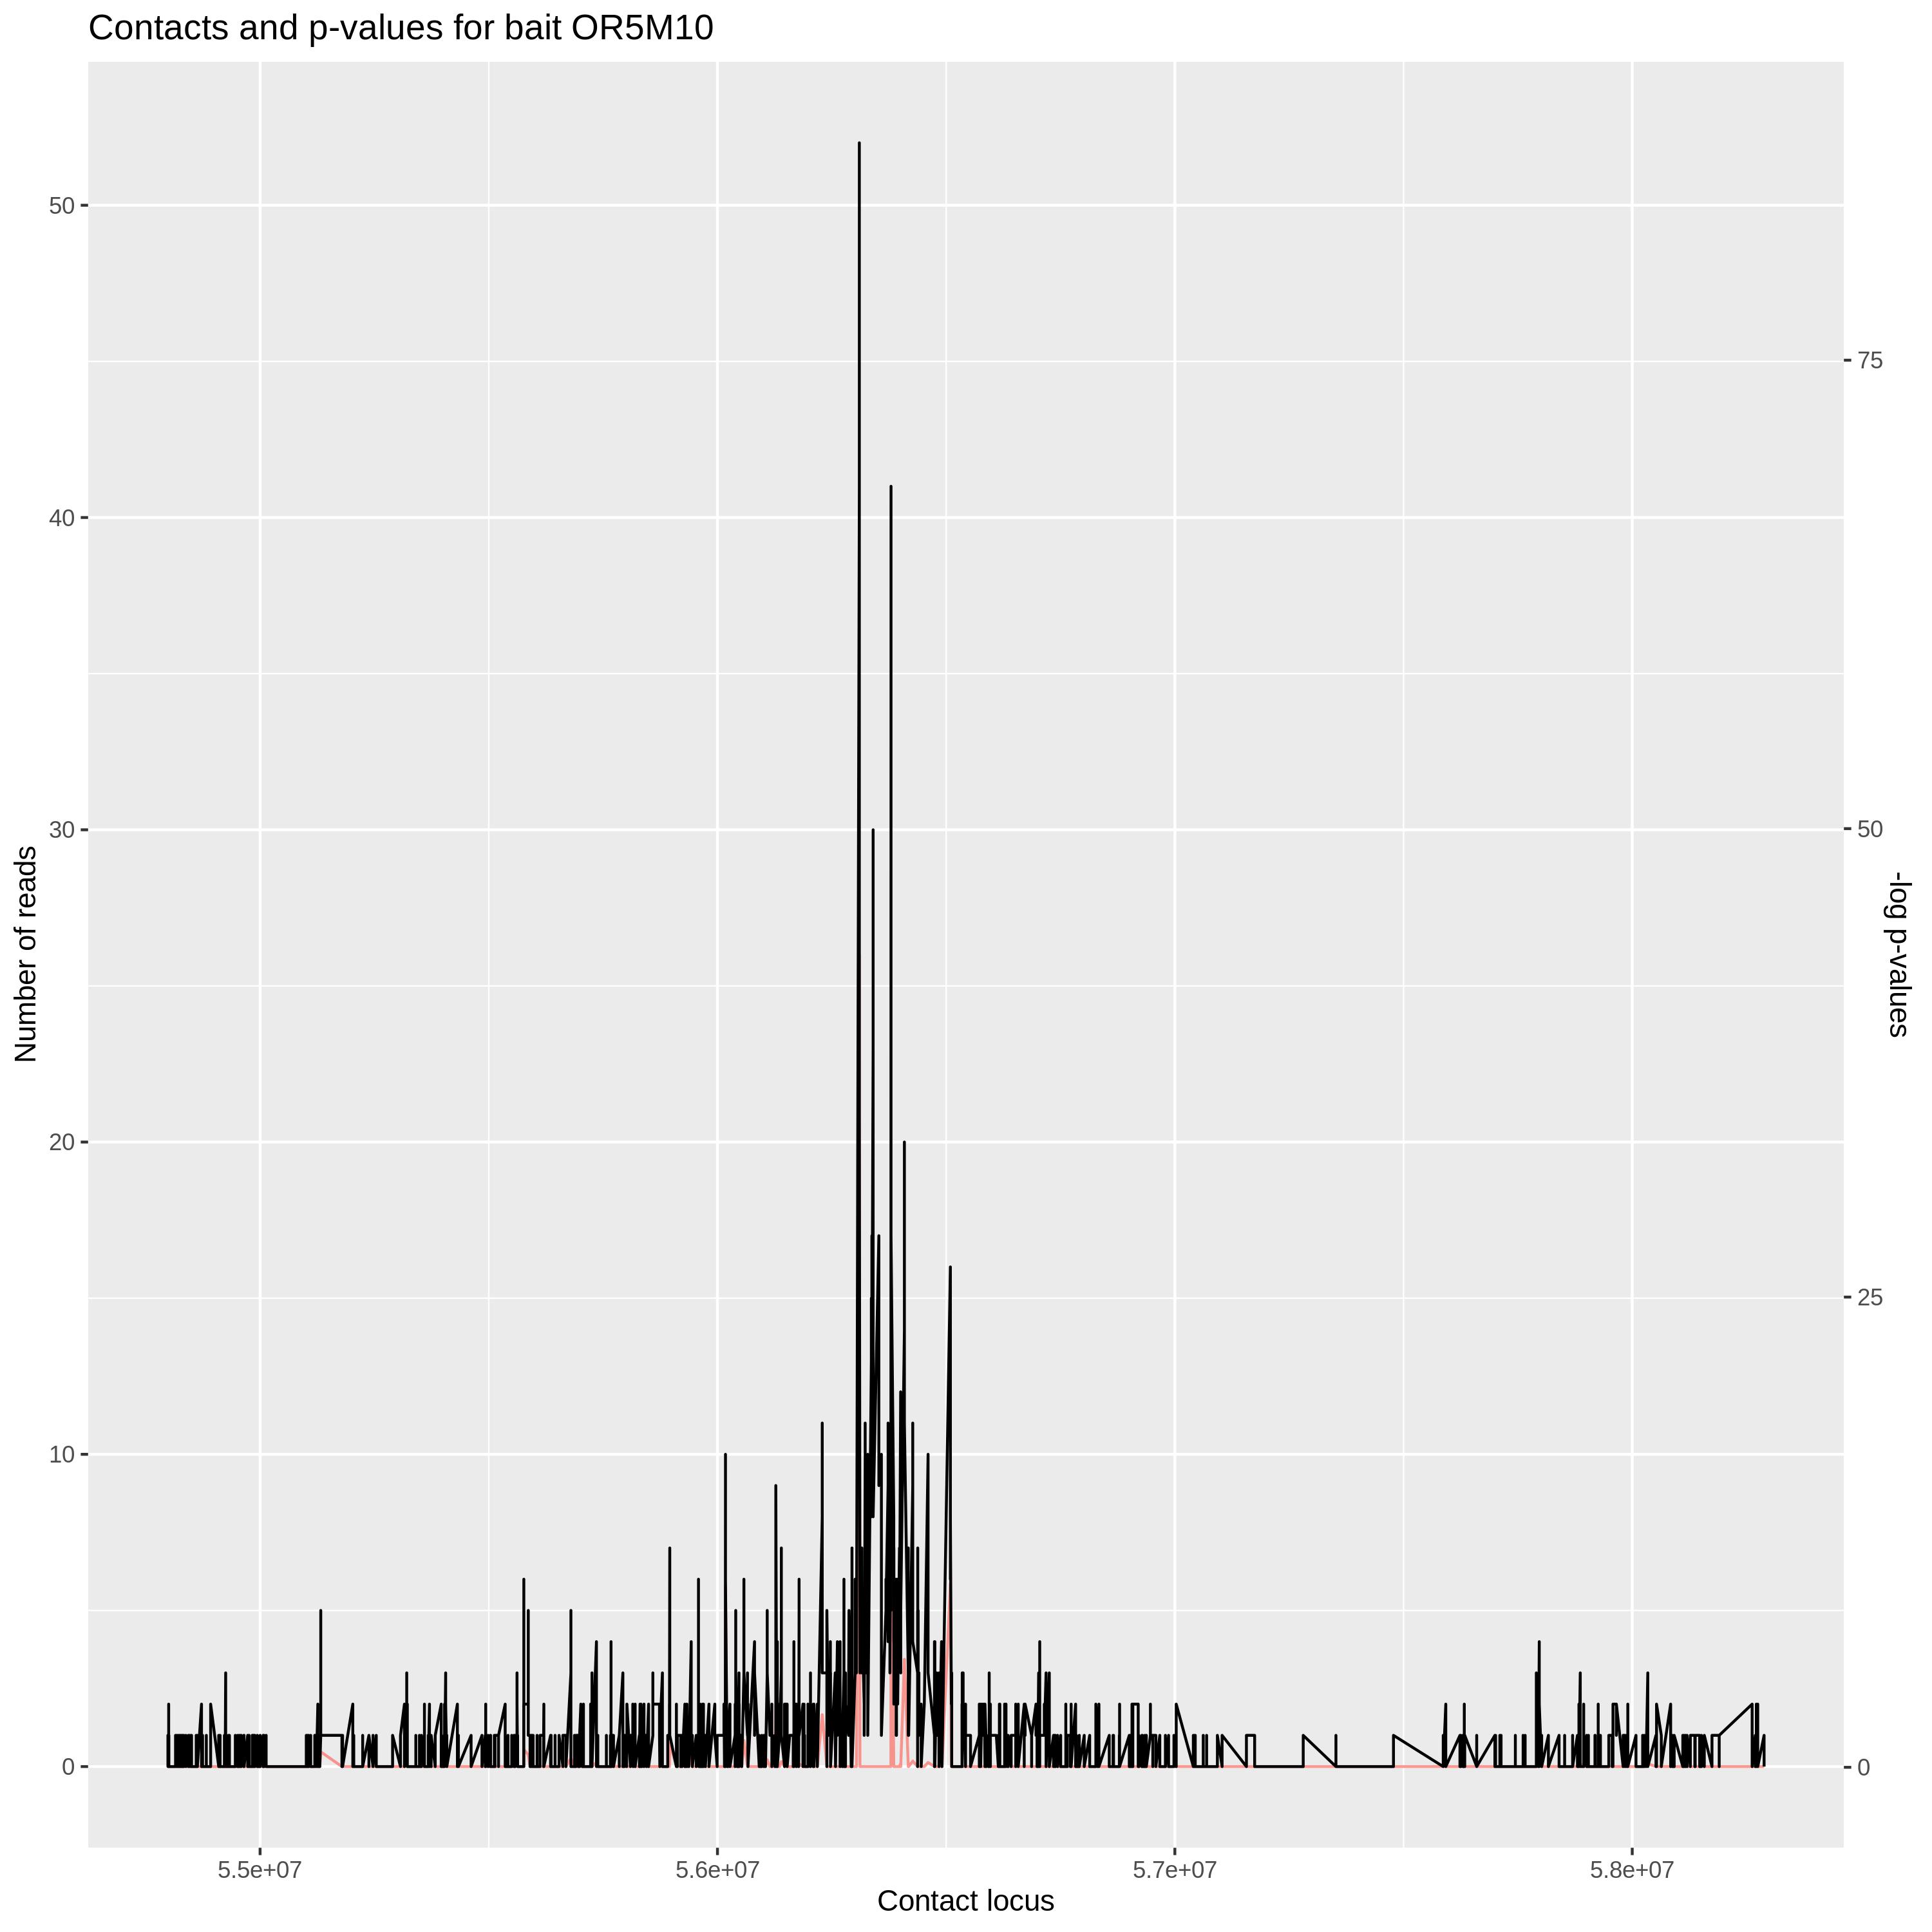 Contacts and p-values for bait OR5M10
Number of reads
50
40
30
20
10
0
75
50
25
0
-log p-values
5.5e+07
5.6e+07
5.7e+07
5.8e+07
Contact locus